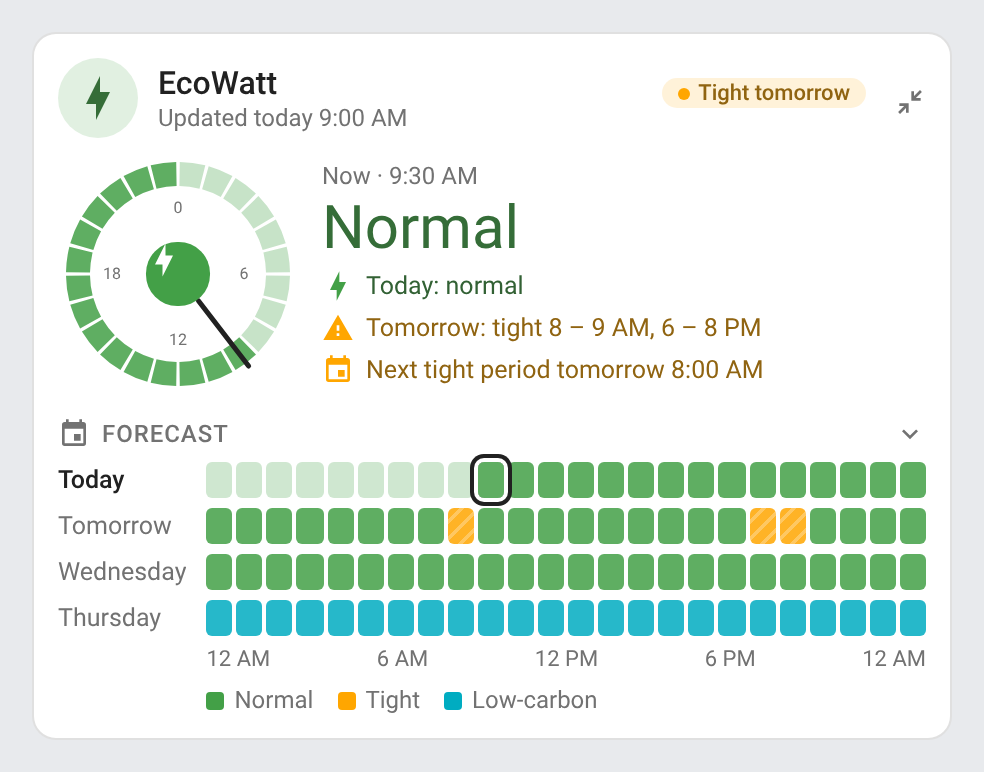 EcoWatt
Updated today 9:00 AM
Tight tomorrow
0
18
6
12
Now · 9:30 AM
Normal
Today: normal
Tomorrow: tight 8 – 9 AM, 6 – 8 PM
Next tight period tomorrow 8:00 AM
FORECAST
Today
Tomorrow
Wednesday
Thursday
12 AM 6 AM 12 PM 6 PM 12 AM
Normal Tight Low-carbon